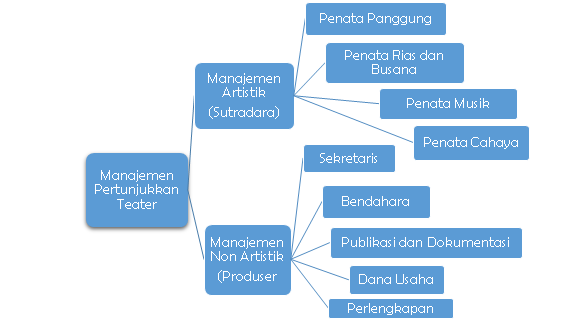 Manajemen
Pertunjukkan
Teater
Manajemen
Artistik
(Sutradara)
Penata Panggung
Penata Rias dan
Busana
Penata Musik
Penata Cahaya
Manajemen
Non Artistik
(Produser
Sekretaris
Bendahara
Publikasi dan Dokumentasi
Dana Usaha
Perlengkapan